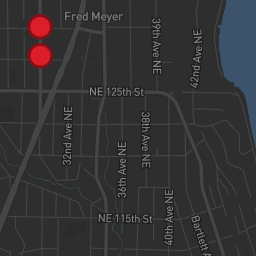 Fred Meyer
39th Ave NE
42nd Ave NE
NE 125th St
32nd Ave NE
38th Ave NE
36th Ave NE
40th Ave NE
NE 115th St
Bartlett A